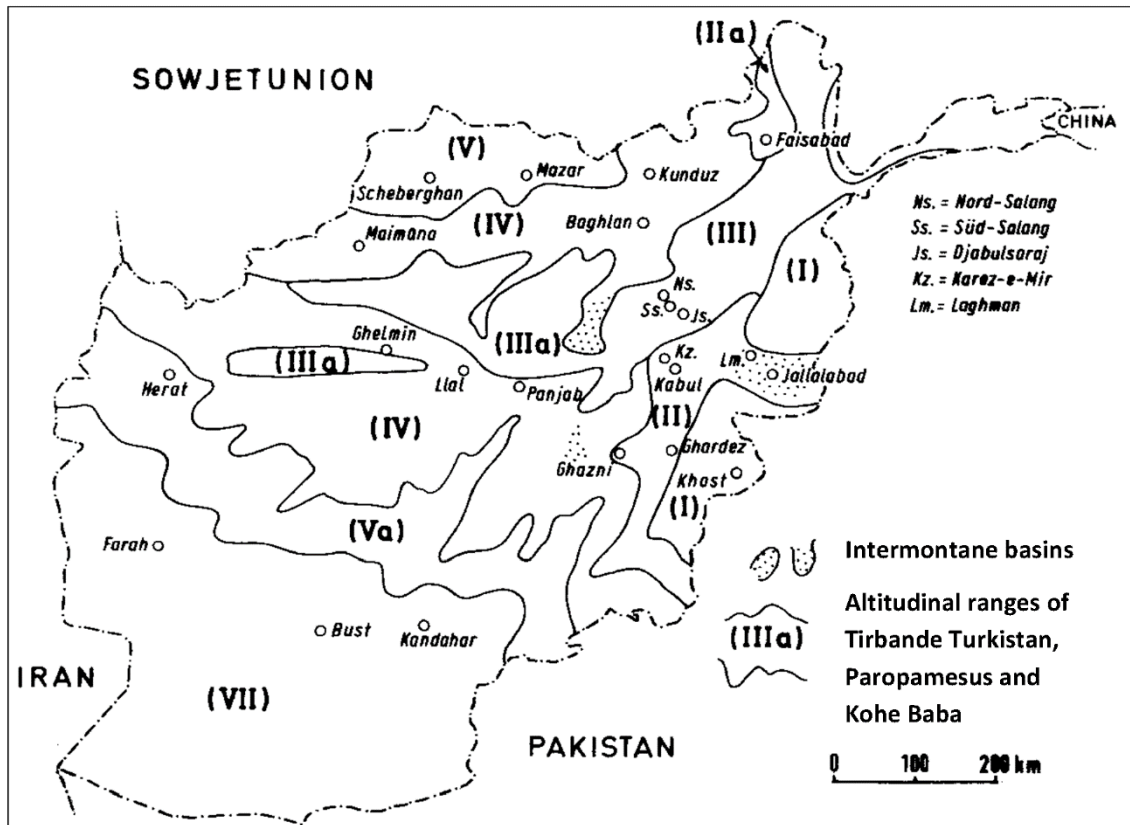 (IIa)
SOWJETUNION
CHINA
(V)
Faisabad
Mazar
Kunduz
Scheberghan
Ns. = Nord-Salang
Ss. = Süd-Salang
Js. = Djabulsaraj
Kz. = Karez-e-Mir
Lm. = Laghman
(IV)
Baghlan
(III)
Maimāna
(I)
Ns.
Ss.
Js.
Ghelmin
(IIIa)
(IIIa)
Kz.
Lm.
Herat
Llal
Panjab
Kabul
Jallalabad
(IV)
(II)
Ghardez
Ghazni
Khost
(I)
(Va)
Farah
Intermontane basins
Altitudinal ranges of
(IIIa)
Tirbande Turkistan,
Paropamesus and
Kohe Baba
Bust
Kandahar
IRAN
(VII)
PAKISTAN
0 100 200 km